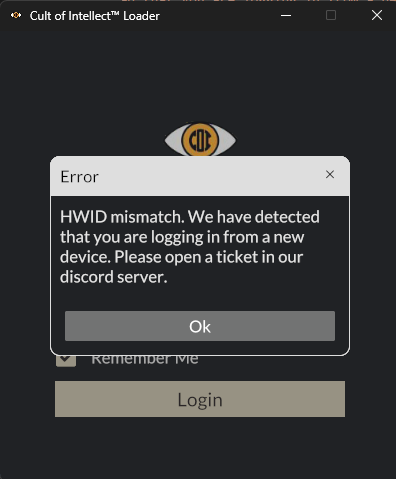 Cult of Intellect™ Loader
COI
Error
HWID mismatch. We have detected
that you are logging in from a new
device. Please open a ticket in our
discord server.
Ok
Remember Me
Login